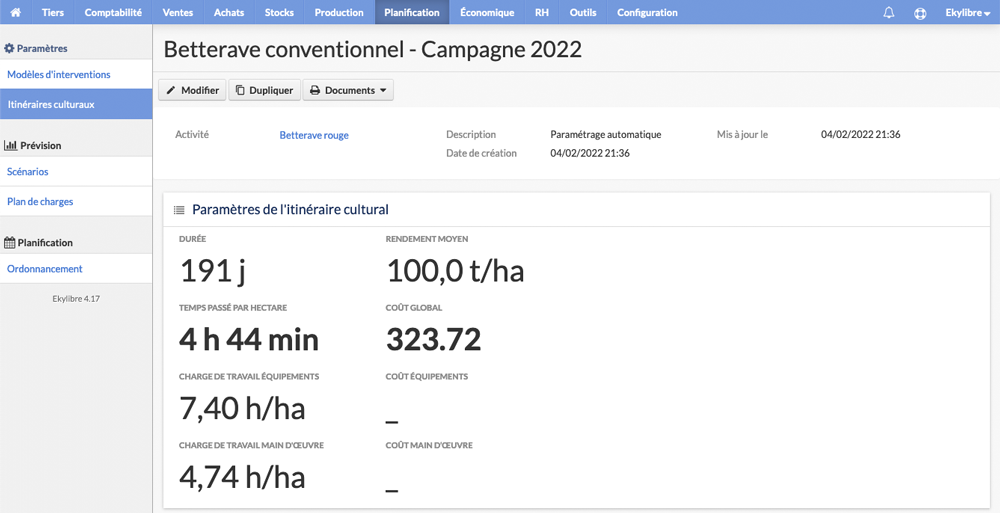 Tiers Comptabilité Ventes Achats Stocks Production Planification Économique RH Outils Configuration Ekylibre
Paramètres
Modèles d'interventions
Itinéraires culturaux
Prévision
Scénarios
Plan de charges
Planification
Ordonnancement
Ekylibre 4.17
Betterave conventionnel - Campagne 2022
Modifier Dupliquer Documents
Activité Betterave rouge Description Paramétrage automatique Mis à jour le 04/02/2022 21:36
Date de création 04/02/2022 21:36
Paramètres de l'itinéraire cultural
DURÉE RENDEMENT MOYEN
191 j 100,0 t/ha
TEMPS PASSÉ PAR HECTARE COÛT GLOBAL
4 h 44 min 323.72
CHARGE DE TRAVAIL ÉQUIPEMENTS COÛT ÉQUIPEMENTS
7,40 h/ha _
CHARGE DE TRAVAIL MAIN D'ŒUVRE COÛT MAIN D'ŒUVRE
4,74 h/ha _